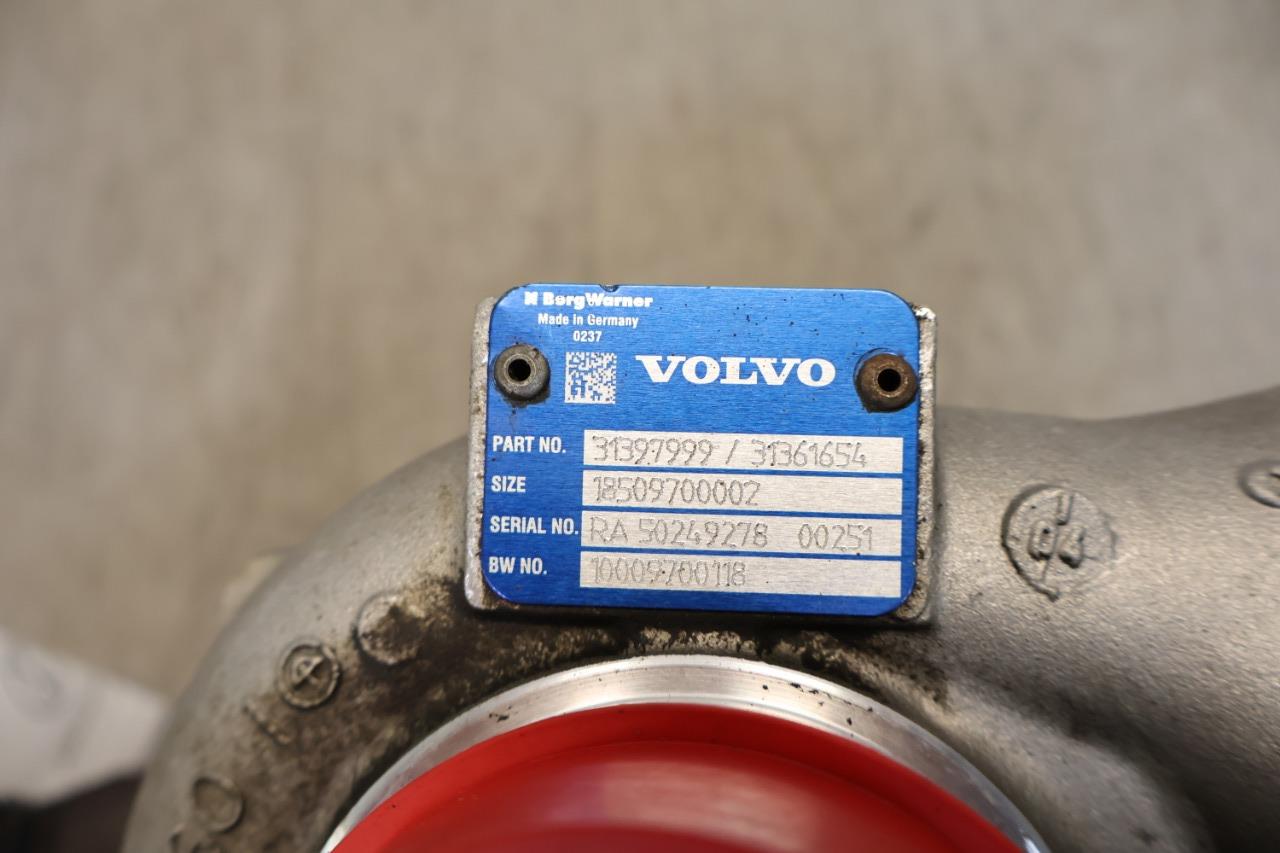 BorgWarner
Made in Germany
0237
VOLVO
PART NO. 31397999 / 31361654
SIZE 18509700002
SERIAL NO. RA 50249278 00251
BW NO. 10009700118